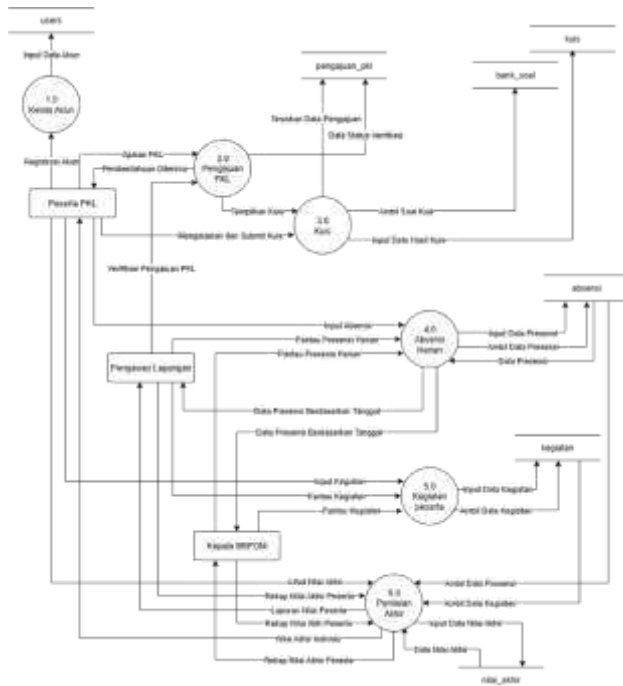 users
kuis
Input Data Akun
pengajuan_pkl
bank_soal
1.0
Kelola Akun
Simpan Data Pengajuan
Data Status Verifikasi
Registrasi Akun
Ajukan PKL
2.0
Pengajuan
PKL
Pemberitahuan Diterima
Peserta PKL
Tampilkan Kuis
3.0
Kuis
Ambil Soal Kuis
Mengerjakan dan Submit Kuis
Input Data Hasil Kuis
Verifikasi Pengajuan PKL
absensi
Input Absensi
4.0
Absensi
Harian
Input Data Presensi
Pantau Presensi Harian
Ambil Data Presensi
Pantau Presensi Harian
Data Presensi
Pengawas Lapangan
Data Presensi Berdasarkan Tanggal
Data Presensi Berdasarkan Tanggal
kegiatan
Input Kegiatan
5.0
Kegiatan
Input Data Kegiatan
Pantau Kegiatan
Pantau Kegiatan
Ambil Data Kegiatan
Kepala
Lihat Nilai Akhir
6.0
Penilaian
Akhir
Ambil Data Presensi
Rekap Nilai Akhir Peserta
Ambil Data Kegiatan
Laporan Nilai Peserta
Rekap Nilai Akhir Peserta
Input Data Nilai Akhir
Nilai Akhir
Data Nilai Akhir
Rekap Nilai Akhir Peserta
nilai_akhir